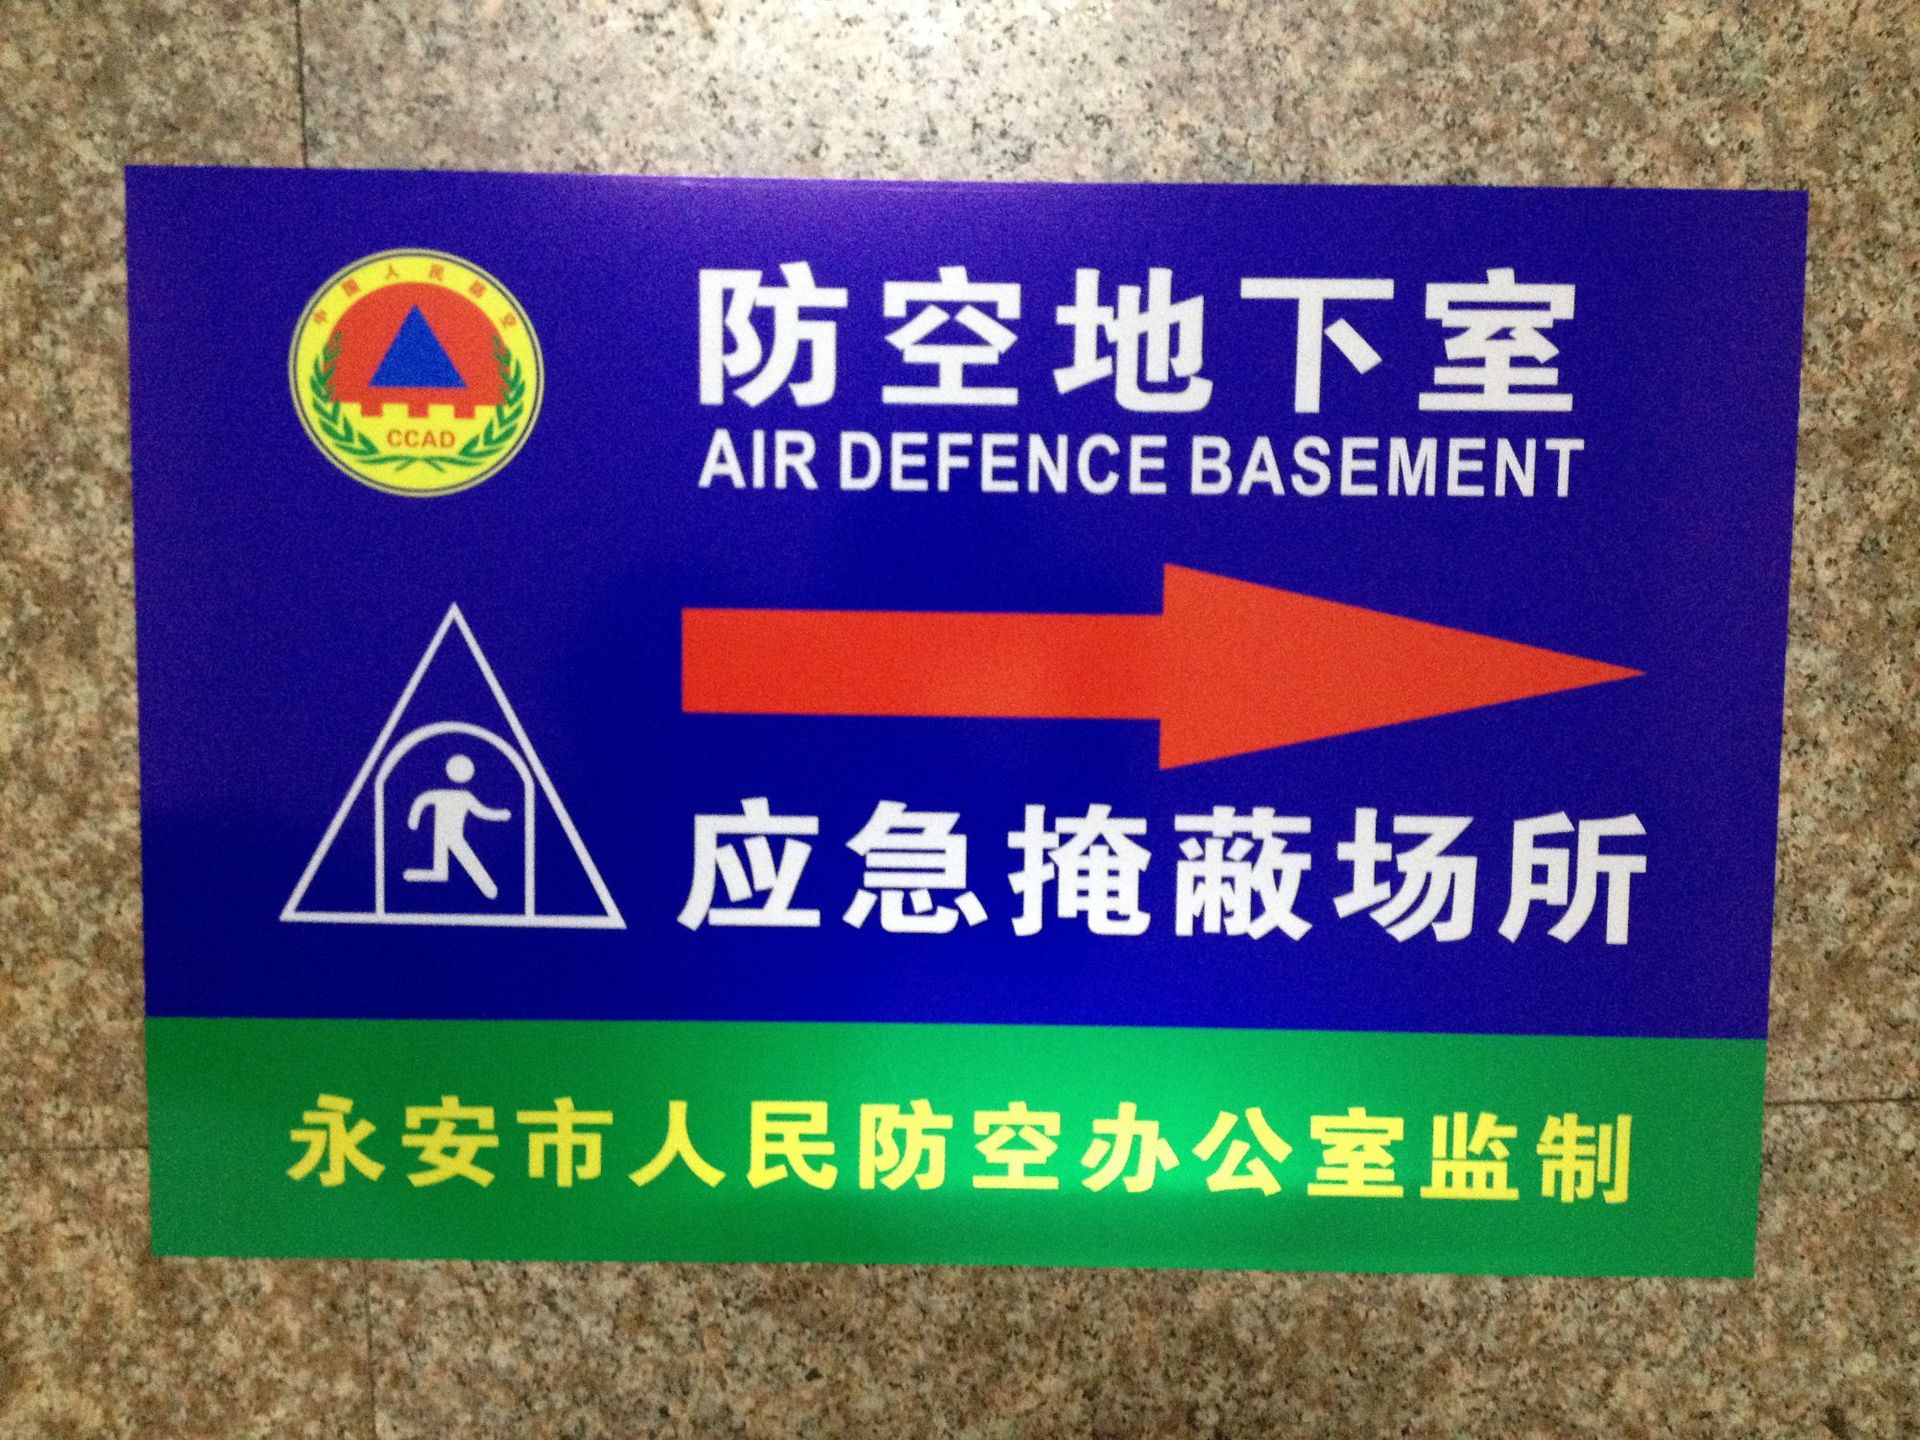 中国人民防空
CCAD
防空地下室
AIR DEFENCE BASEMENT
应急掩蔽场所
永安市人民防空办公室监制